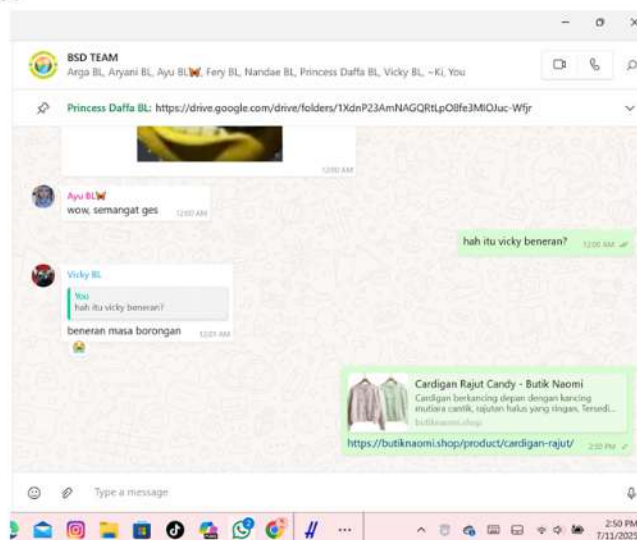 BSD TEAM
Arga BL, Aryani BL, Ayu BL🦋, Fery BL, Nandae BL, Princess Daffa BL, Vicky BL, ~Ki, You
Princess Daffa BL: https://drive.google.com/drive/folders/1XdnP23AmNAGQRtLpO8fe3MIOJuc-Wfjr
12:00 AM
Ayu BL🦋
wow, semangat ges 12:00 AM
hah itu vicky beneran? 12:00 AM
Vicky BL
You
hah itu vicky beneran?
beneran masa borongan 12:01 AM
Cardigan Rajut Candy - Butik Naomi
Cardigan berkancing depan dengan kancing
mutiara cantik, rajutan halus yang ringan. Tersedi...
butiknaomi.shop
https://butiknaomi.shop/product/cardigan-rajut/ 2:50 PM
Type a message
2:50 PM